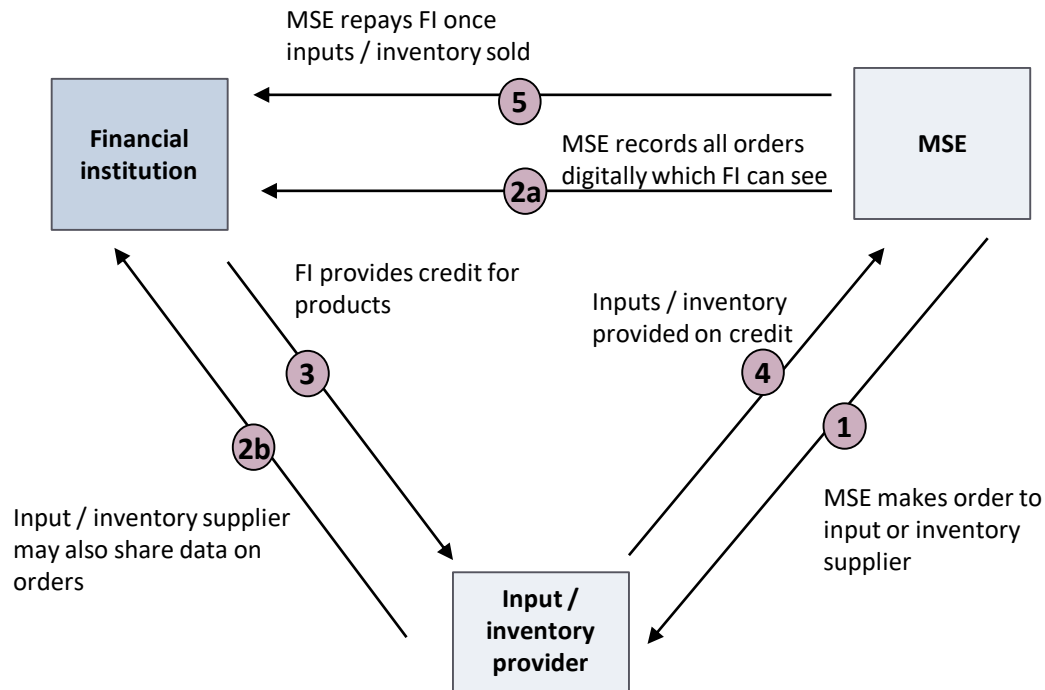 MSE repays FI once
inputs / inventory sold
5
Financial
institution
MSE
MSE records all orders
digitally which FI can see
2a
FI provides credit for
products
Inputs / inventory
provided on credit
3
4
1
2b
MSE makes order to
input or inventory
supplier
Input / inventory supplier
may also share data on
orders
Input /
inventory
provider